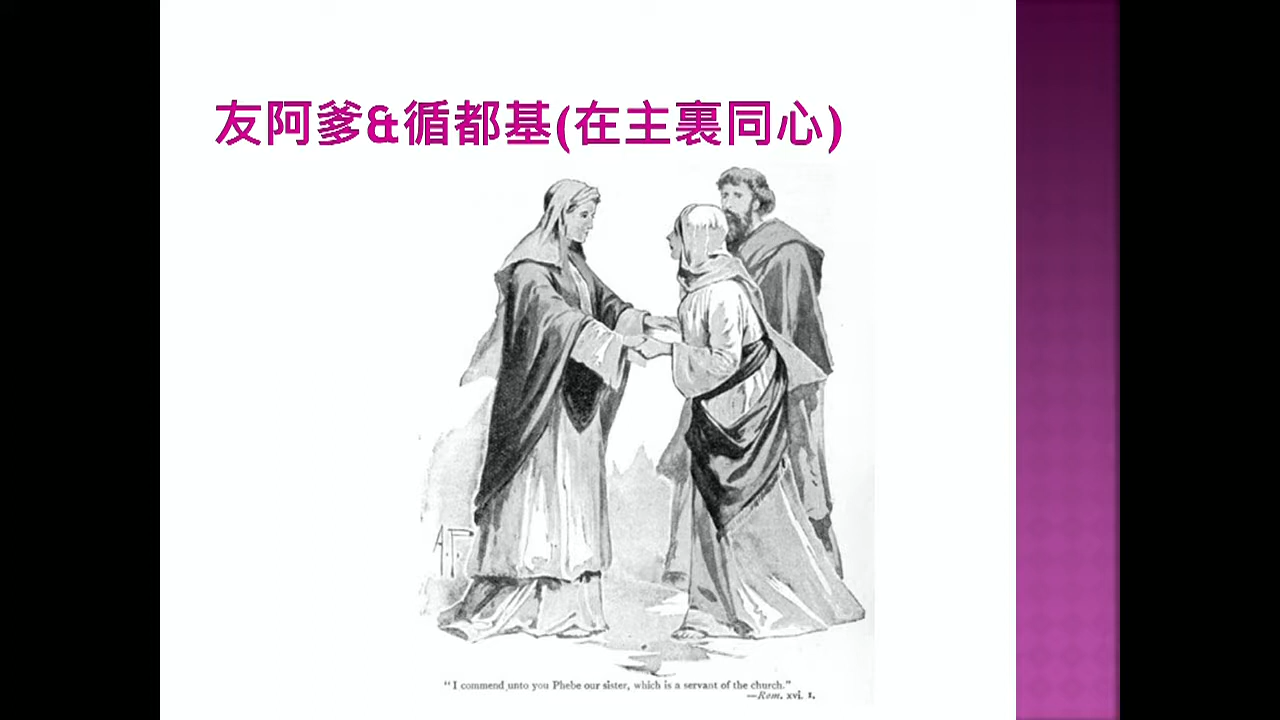 友阿爹&循都基(在主裏同心)
A.P.
“I commend unto you Phebe our sister, which is a servant of the church.”
—Rom. xvi. 1.